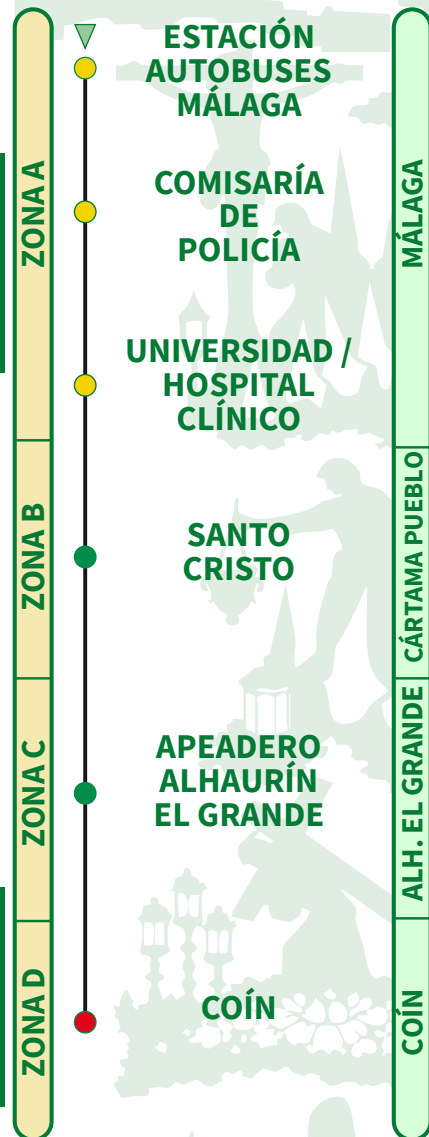 ESTACIÓN
AUTOBUSES
MÁLAGA
ZONA A
COMISARÍA
DE
POLICÍA
MÁLAGA
UNIVERSIDAD /
HOSPITAL
CLÍNICO
ZONA B
SANTO
CRISTO
CÁRTAMA PUEBLO
ZONA C
APEADERO
ALHAURÍN
EL GRANDE
ALH. EL GRANDE
ZONA D
COÍN
COÍN